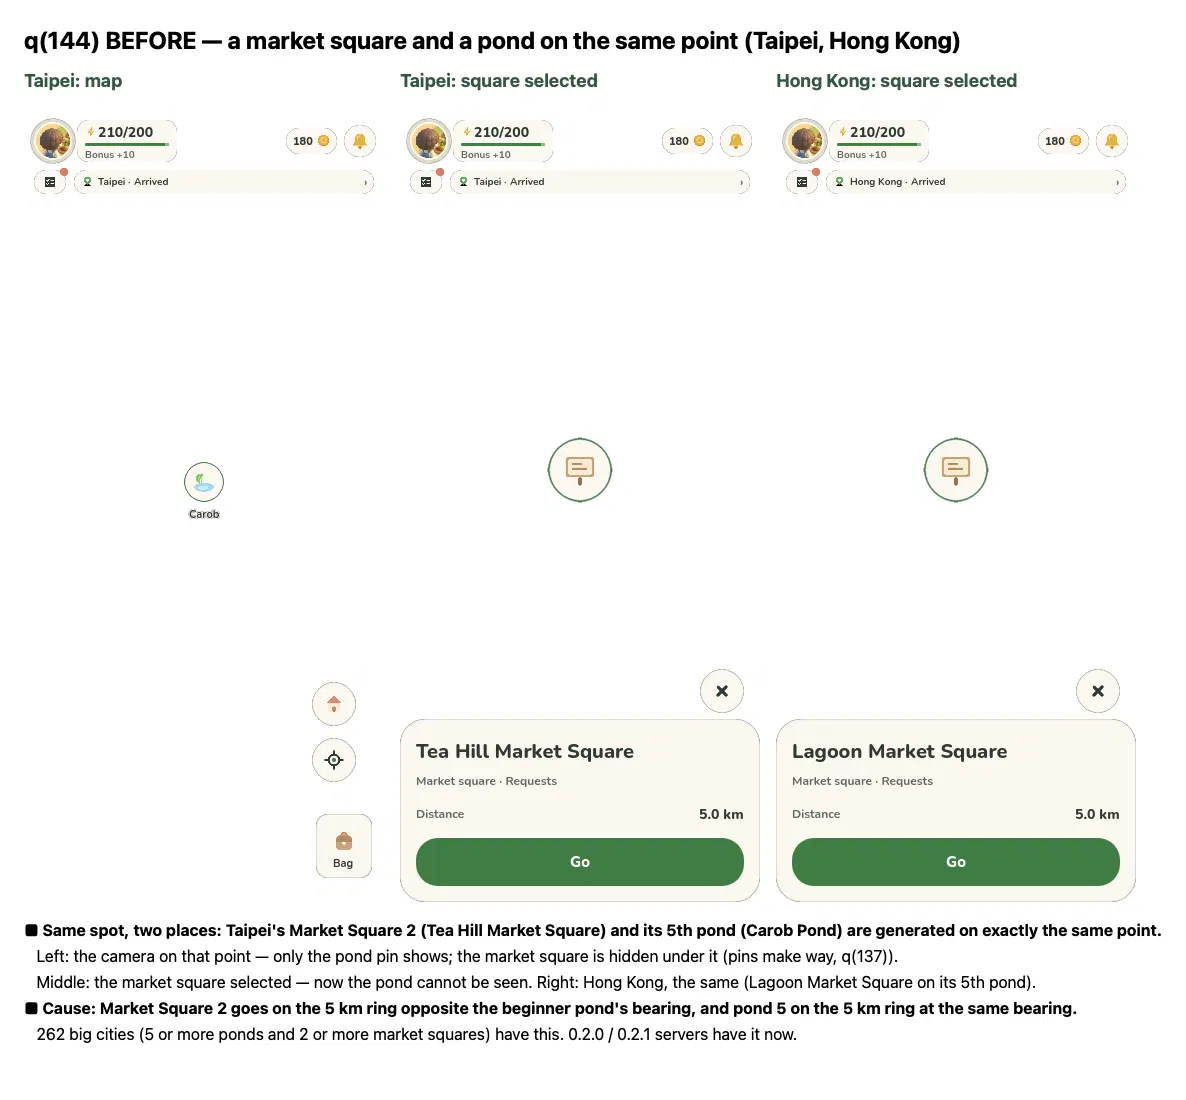 q(144) BEFORE — a market square and a pond on the same point (Taipei, Hong Kong)
Taipei: map
Taipei: square selected
Hong Kong: square selected
210/200
Bonus +10
180
Taipei · Arrived
›
210/200
Bonus +10
180
Taipei · Arrived
›
210/200
Bonus +10
180
Hong Kong · Arrived
›
Carob
Bag
Tea Hill Market Square
Market square · Requests
Distance
5.0 km
Go
Lagoon Market Square
Market square · Requests
Distance
5.0 km
Go
■ Same spot, two places: Taipei's Market Square 2 (Tea Hill Market Square) and its 5th pond (Carob Pond) are generated on exactly the same point.
Left: the camera on that point — only the pond pin shows; the market square is hidden under it (pins make way, q(137)).
Middle: the market square selected — now the pond cannot be seen. Right: Hong Kong, the same (Lagoon Market Square on its 5th pond).
■ Cause: Market Square 2 goes on the 5 km ring opposite the beginner pond's bearing, and pond 5 on the 5 km ring at the same bearing.
262 big cities (5 or more ponds and 2 or more market squares) have this. 0.2.0 / 0.2.1 servers have it now.